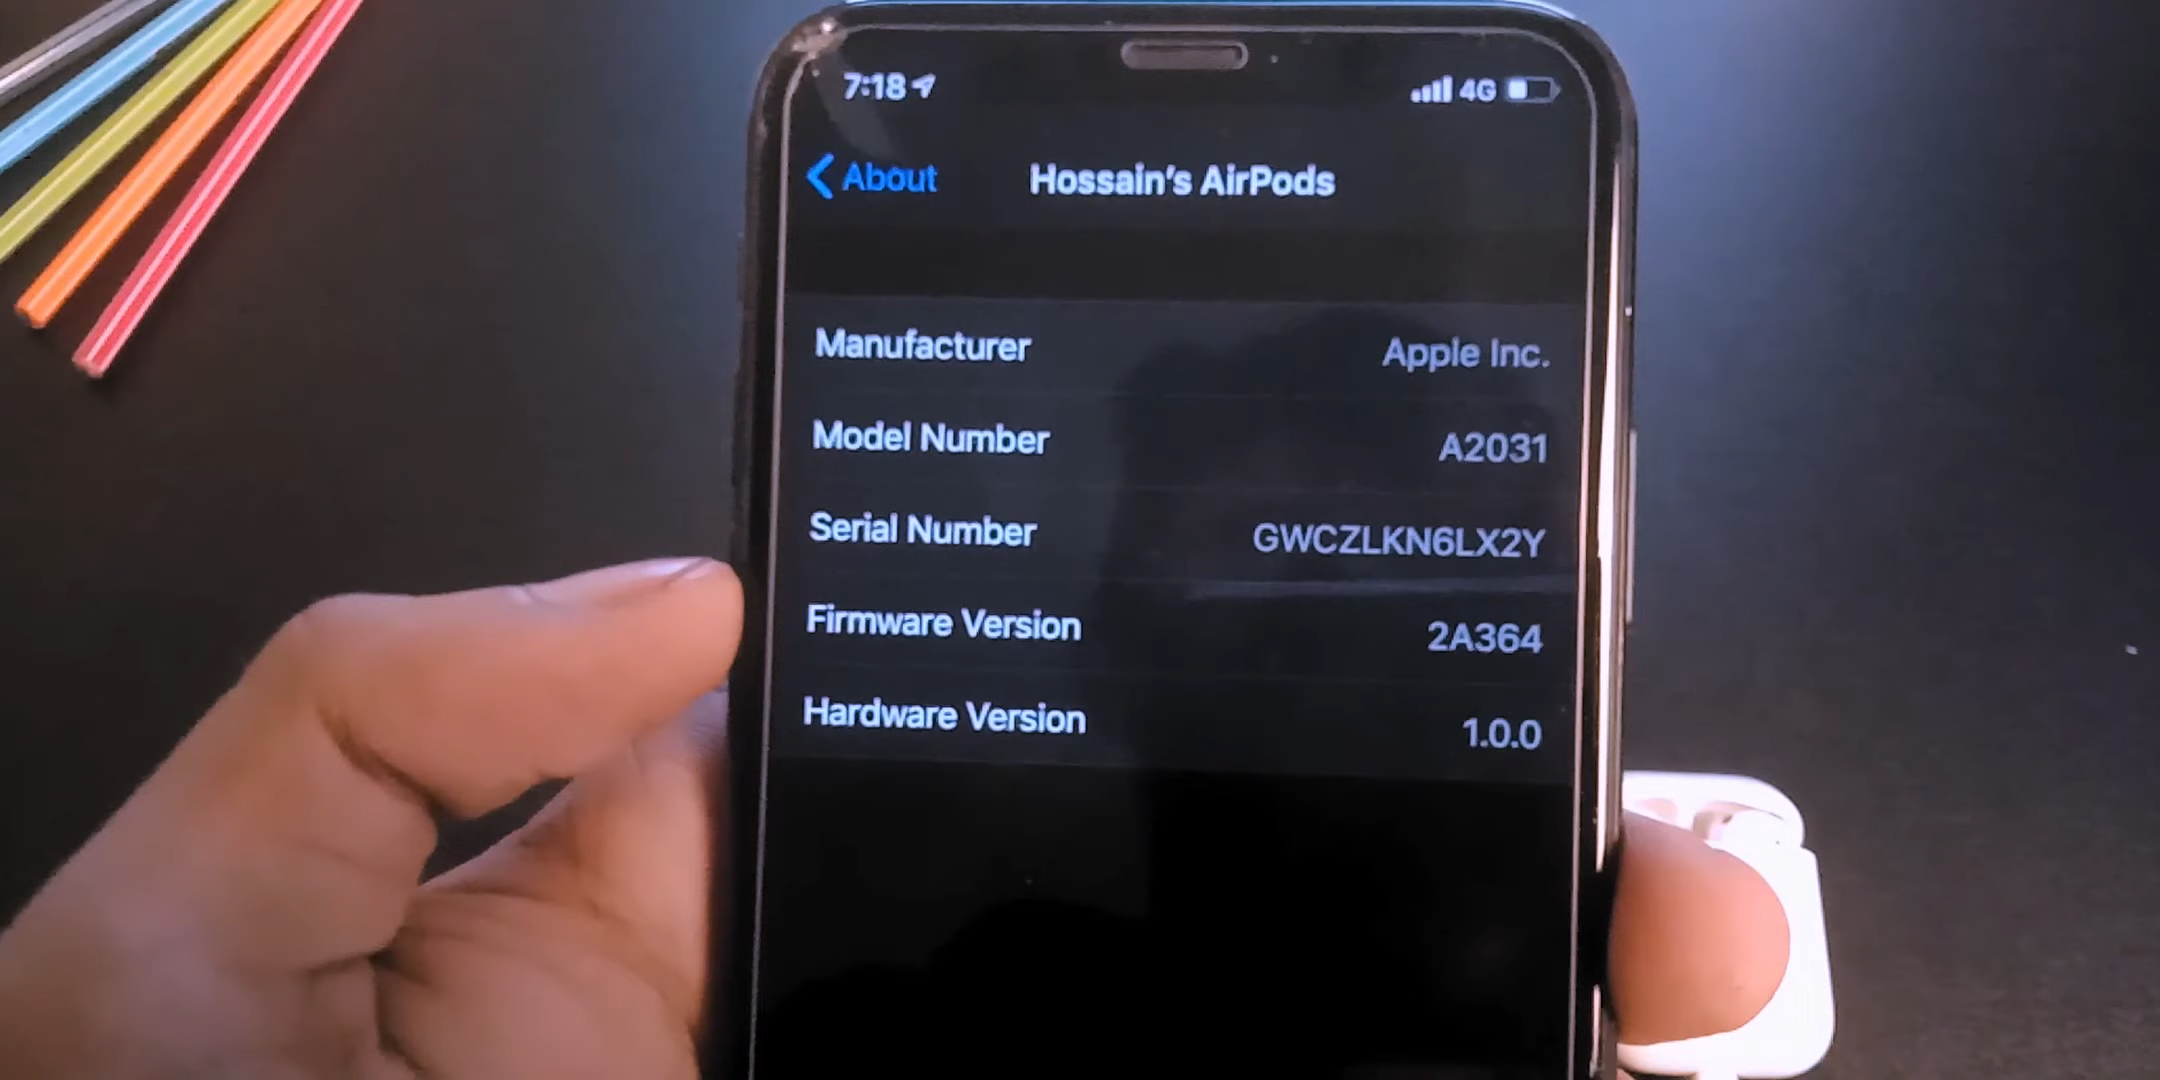 7:18 4G
About Hossain's AirPods
Manufacturer Apple Inc.
Model Number A2031
Serial Number GWCZLKN6LX2Y
Firmware Version 2A364
Hardware Version 1.0.0